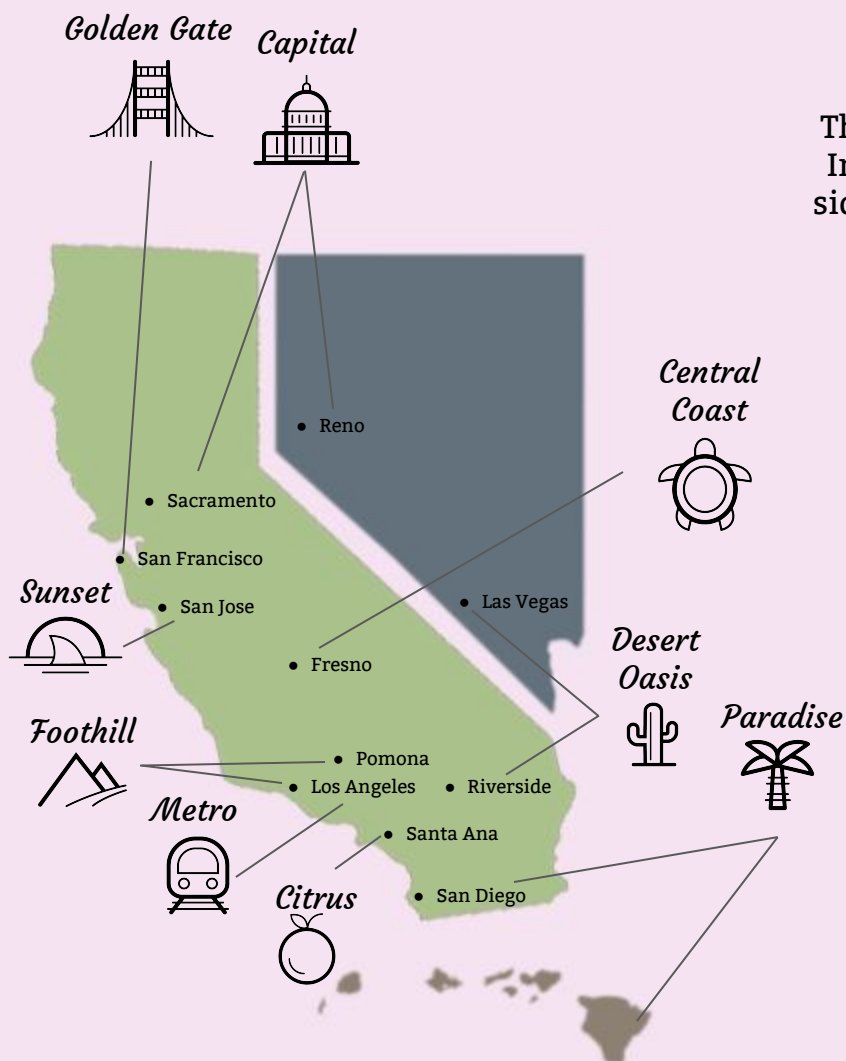 Golden Gate
Capital
Reno
Central
Coast
Sacramento
San Francisco
Sunset
San Jose
Las Vegas
Desert
Oasis
Fresno
Paradise
Foothill
Pomona
Los Angeles
Riverside
Metro
Santa Ana
Citrus
San Diego